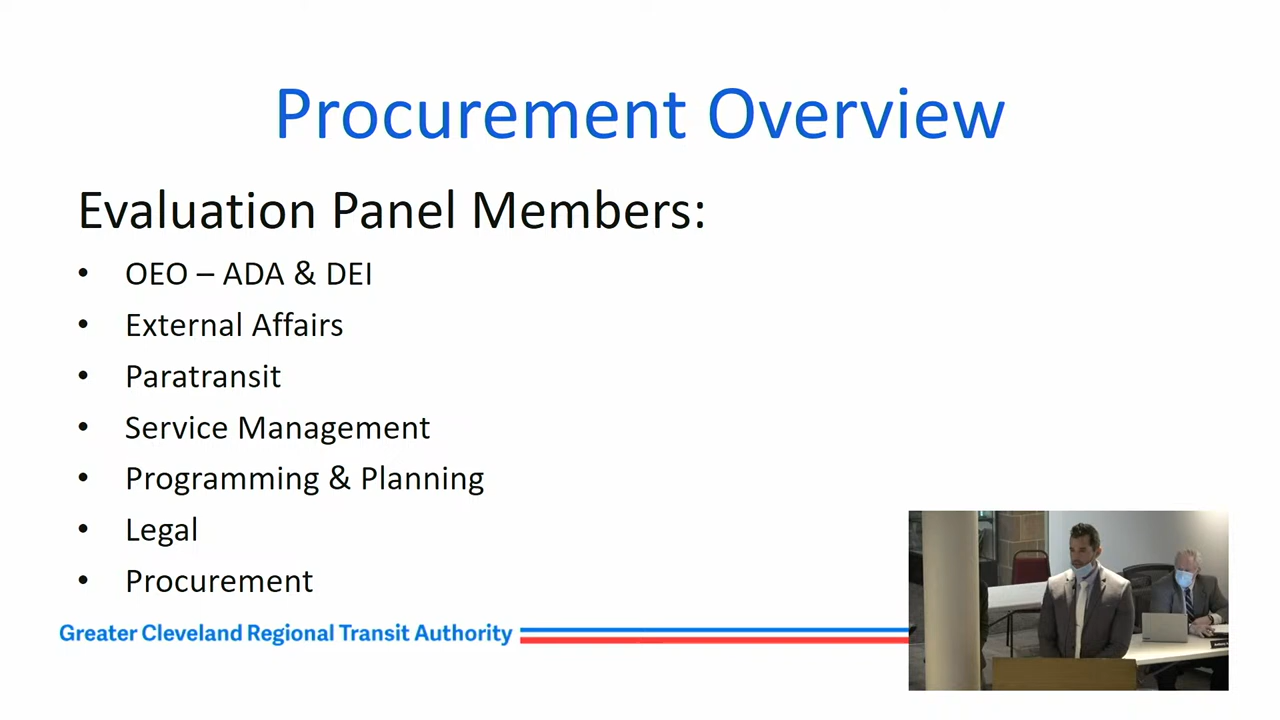 Procurement Overview
Evaluation Panel Members:
• OEO – ADA & DEI
• External Affairs
• Paratransit
• Service Management
• Programming & Planning
• Legal
• Procurement
Greater Cleveland Regional Transit Authority